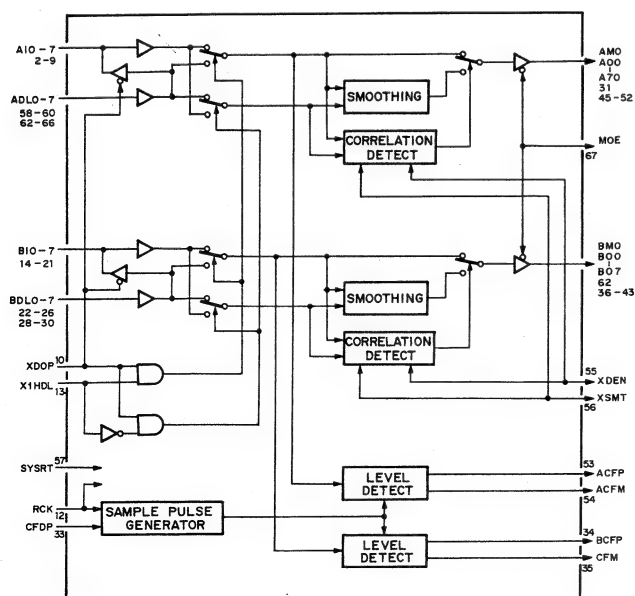 AI0-7
2-9
ADL0-7
58-60
62-66
BI0-7
14-21
BDL0-7
22-26
28-30
XDOP
10
X1HDL
13
SYSRT
57
RCK
12
CFDP
33
SMOOTHING
CORRELATION
DETECT
SMOOTHING
CORRELATION
DETECT
SAMPLE PULSE
GENERATOR
LEVEL
DETECT
LEVEL
DETECT
AM0
A00
A70
31
45-52
MOE
67
BM0
B00
B07
62
36-43
55
XDEN
XSMT
56
53
ACFP
ACFM
54
34
BCFP
CFM
35